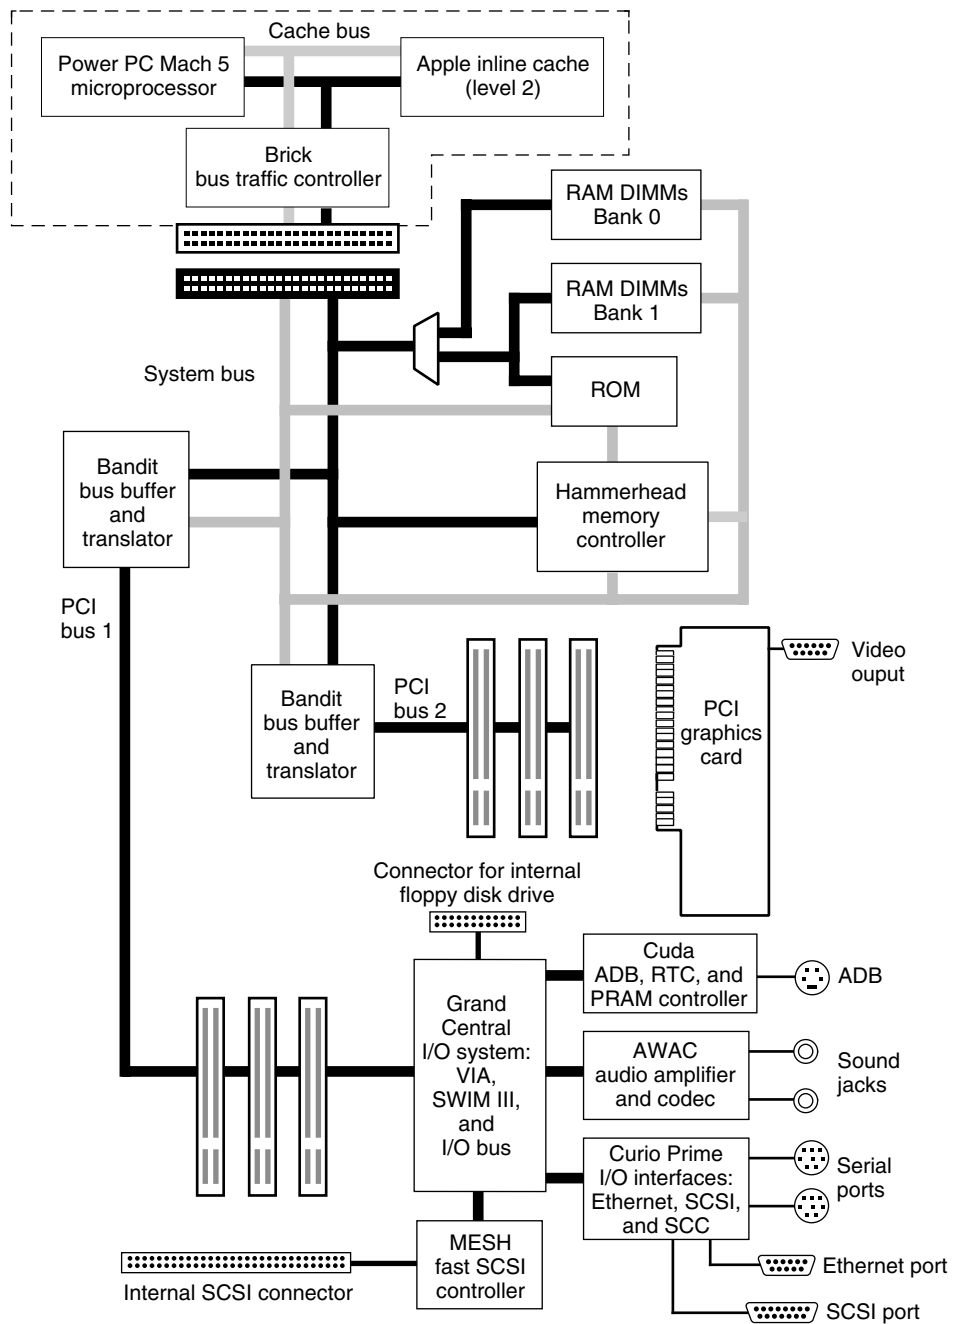 Cache bus
Power PC Mach 5
microprocessor
Apple inline cache
(level 2)
Brick
bus traffic controller
RAM DIMMs
Bank 0
RAM DIMMs
Bank 1
System bus
ROM
Bandit
bus buffer
and
translator
Hammerhead
memory
controller
PCI
bus 1
Video
ouput
Bandit
bus buffer
and
translator
PCI
bus 2
PCI
graphics
card
Connector for internal
floppy disk drive
Cuda
ADB, RTC, and
PRAM controller
ADB
Grand
Central
I/O system:
VIA,
SWIM III,
and
I/O bus
AWAC
audio amplifier
and codec
Sound
jacks
Curio Prime
I/O interfaces:
Ethernet, SCSI,
and SCC
Serial
ports
MESH
fast SCSI
controller
Internal SCSI connector
Ethernet port
SCSI port